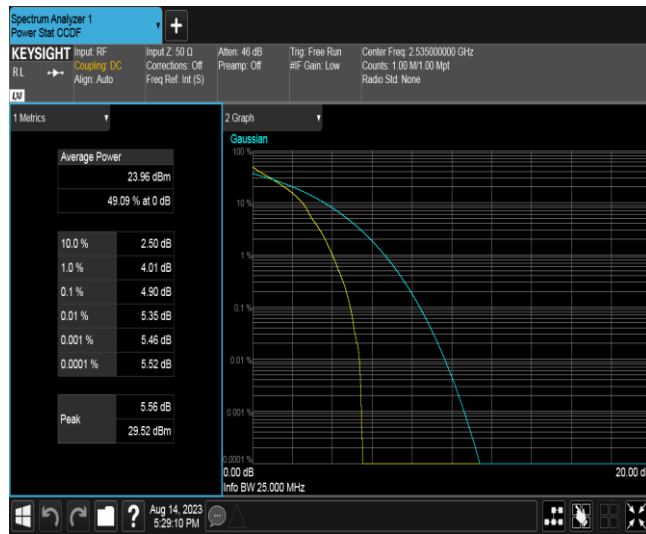 Spectrum Analyzer 1
Power Stat CCDF
+
KEYSIGHT
RL
LXI
Input: RF
Coupling: DC
Align: Auto
Input Z: 50 Ω
Corrections: Off
Freq Ref: Int (S)
Atten: 46 dB
Preamp: Off
Trig: Free Run
#IF Gain: Low
Center Freq: 2.535000000 GHz
Counts: 1.00 M/1.00 Mpt
Radio Std: None
1 Metrics
Average Power
23.96 dBm
49.09 % at 0 dB
10.0 % 2.50 dB
1.0 % 4.01 dB
0.1 % 4.90 dB
0.01 % 5.35 dB
0.001 % 5.46 dB
0.0001 % 5.52 dB
Peak
5.56 dB
29.52 dBm
2 Graph
Gaussian
100 %
10 %
1 %
0.1 %
0.01 %
0.001 %
0.0001 %
0.00 dB
20.00 d
Info BW 25.000 MHz
?
Aug 14, 2023
5:29:10 PM